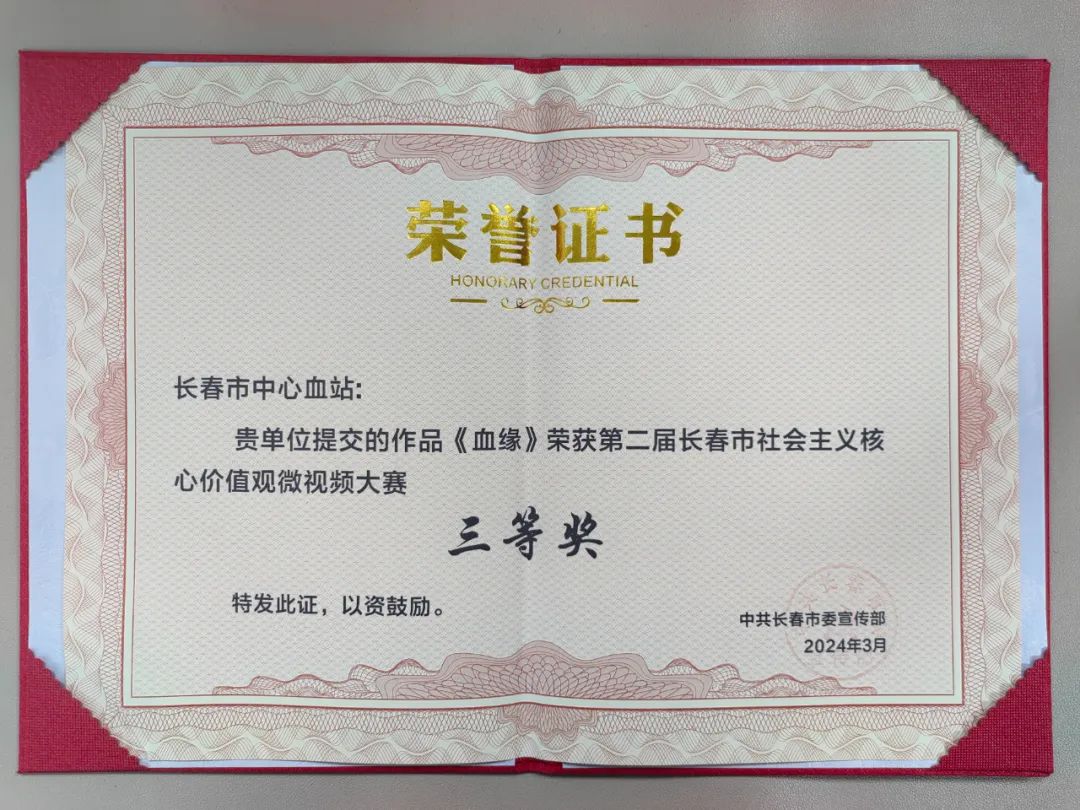 荣誉证书
HONORARY CREDENTIAL
长春市中心血站:
贵单位提交的作品《血缘》荣获第二届长春市社会主义核
心价值观微视频大赛
三等奖
特发此证，以资鼓励。
中共长春市委宣传部
2024年3月